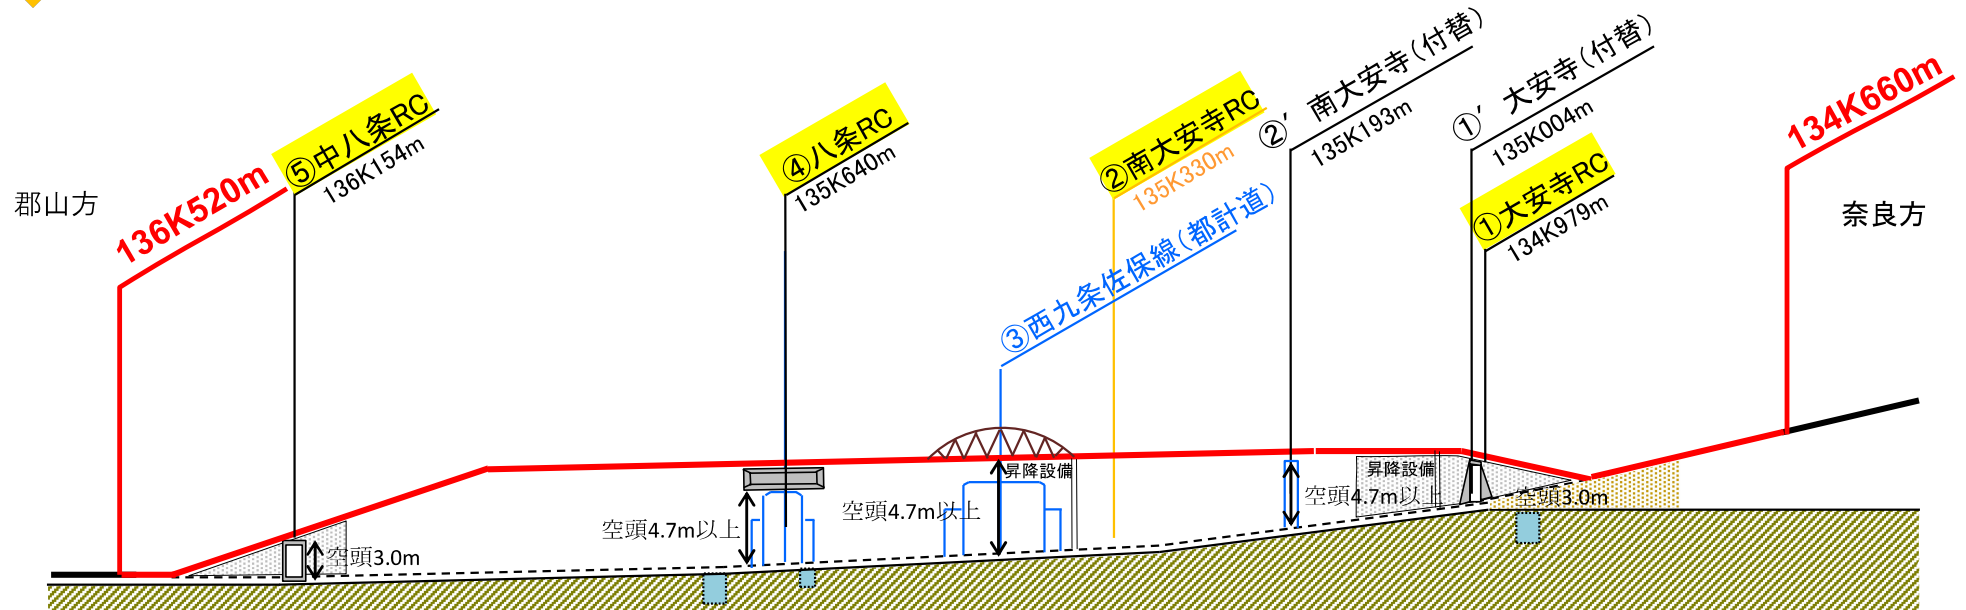 郡山方
136K520m
⑤中八条RC
136K154m
④八条RC
135K640m
③西九条佐保線(都計道)
②南大安寺RC
135K330m
②′ 南大安寺(付替)
135K193m
①′ 大安寺(付替)
135K004m
①大安寺RC
134K979m
134K660m
奈良方
空頭3.0m
空頭4.7m以上
空頭4.7m以上
昇降設備
空頭4.7m以上
昇降設備
空頭3.0m